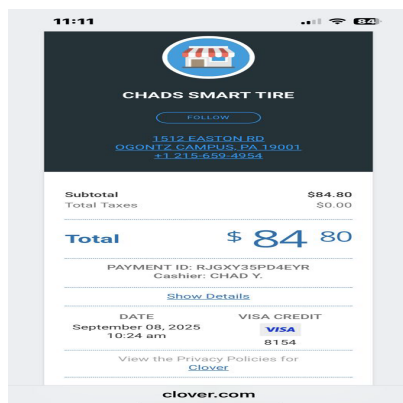 11:11
84
CHADS SMART TIRE
FOLLOW
1512 EASTON RD
OGONTZ CAMPUS, PA 19001
+1 215-659-4954
Subtotal $84.80
Total Taxes $0.00
Total $ 84 80
PAYMENT ID: RJGXY35PD4EYR
Cashier: CHAD Y.
Show Details
DATE VISA CREDIT
September 08, 2025 VISA
10:24 am 8154
View the Privacy Policies for
Clover
clover.com